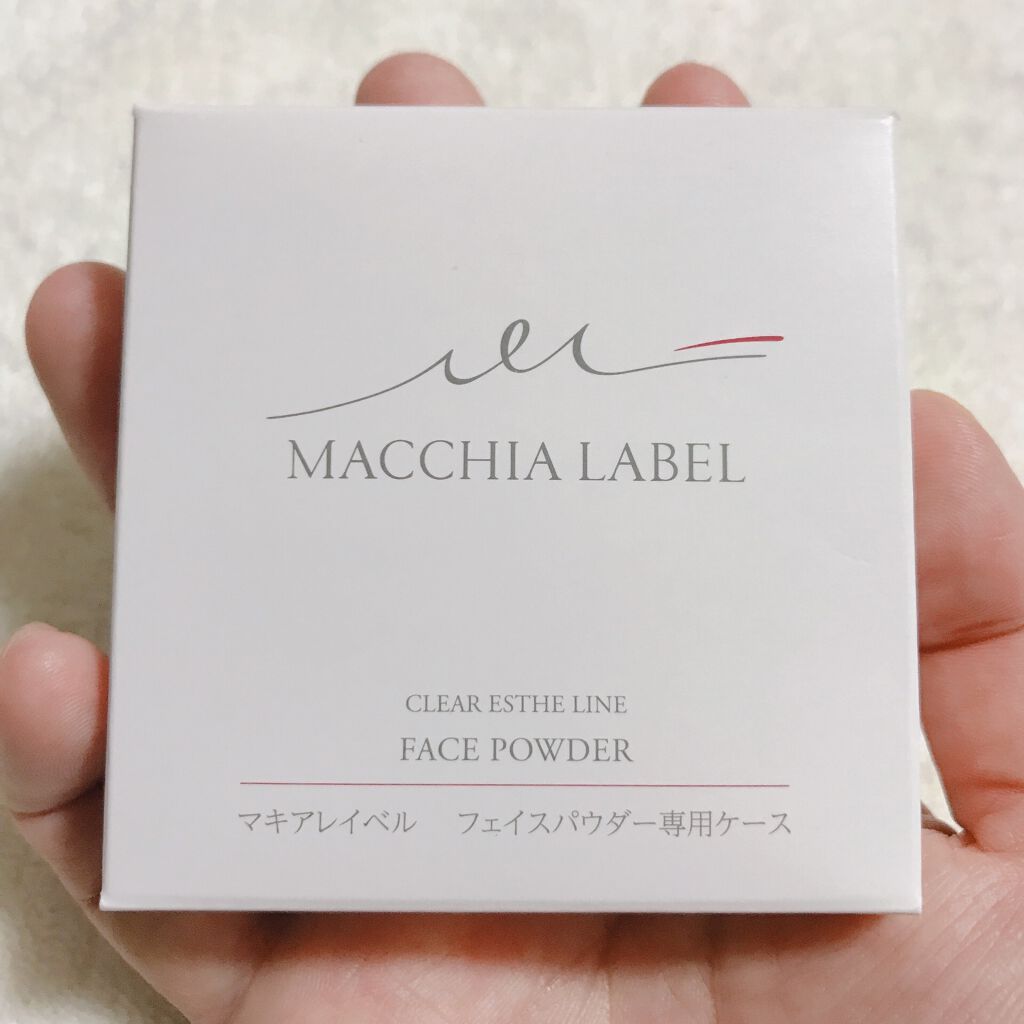 MACCHIA LABEL
CLEAR ESTHE LINE
FACE POWDER
マキアレイベル　フェイスパウダー専用ケース